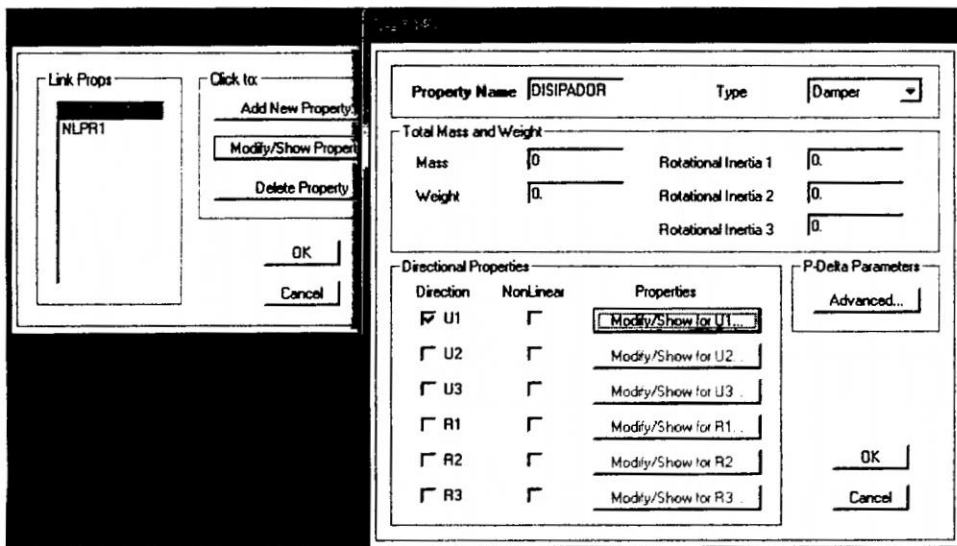 Link Props
NLPR1
Click to:
Add New Property
Modify/Show Propert
Delete Property
OK
Cancel
Property Name DISIPADOR Type Damper
Total Mass and Weight
Mass 0 Rotational Inertia 1 0.
Weight 0. Rotational Inertia 2 0.
Rotational Inertia 3 0.
Directional Properties
Direction NonLinear Properties
U1 Modify/Show for U1...
U2 Modify/Show for U2...
U3 Modify/Show for U3...
R1 Modify/Show for R1...
R2 Modify/Show for R2
R3 Modify/Show for R3...
P-Delta Parameters
Advanced...
OK
Cancel